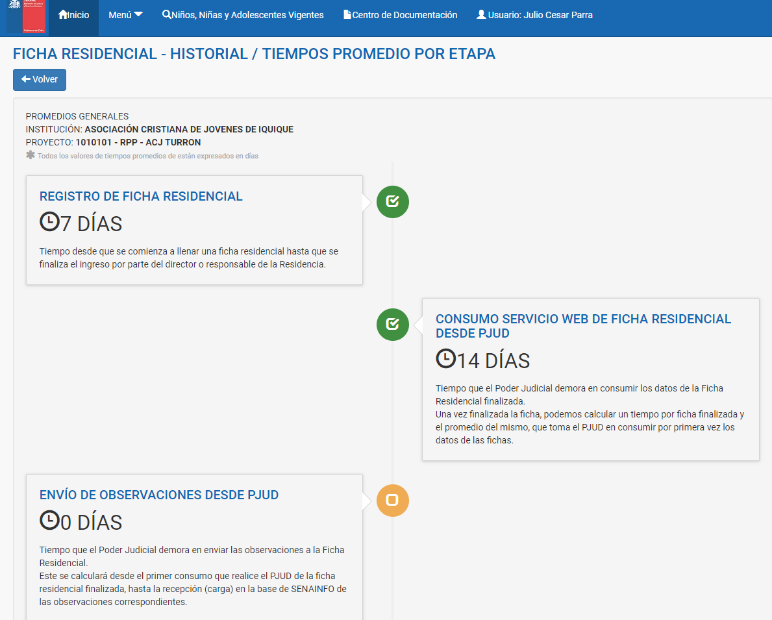 Inicio
Menú
Niños, Niñas y Adolescentes Vigentes
Centro de Documentación
Usuario: Julio Cesar Parra
FICHA RESIDENCIAL - HISTORIAL / TIEMPOS PROMEDIO POR ETAPA
Volver
PROMEDIOS GENERALES
INSTITUCIÓN: ASOCIACIÓN CRISTIANA DE JOVENES DE IQUIQUE
PROYECTO: 1010101 - RPP - ACJ TURRON
Todos los valores de tiempos promedios de están expresados en días
REGISTRO DE FICHA RESIDENCIAL
7 DÍAS
Tiempo desde que se comienza a llenar una ficha residencial hasta que se
finaliza el ingreso por parte del director o responsable de la Residencia.
CONSUMO SERVICIO WEB DE FICHA RESIDENCIAL
DESDE PJUD
14 DÍAS
Tiempo que el Poder Judicial demora en consumir los datos de la Ficha
Residencial finalizada.
Una vez finalizada la ficha, podemos calcular un tiempo por ficha finalizada y
el promedio del mismo, que toma el PJUD en consumir por primera vez los
datos de las fichas.
ENVÍO DE OBSERVACIONES DESDE PJUD
0 DÍAS
Tiempo que el Poder Judicial demora en enviar las observaciones a la Ficha
Residencial.
Este se calculará desde el primer consumo que realice el PJUD de la ficha
residencial finalizada, hasta la recepción (carga) en la base de SENAINFO de
las observaciones correspondientes.